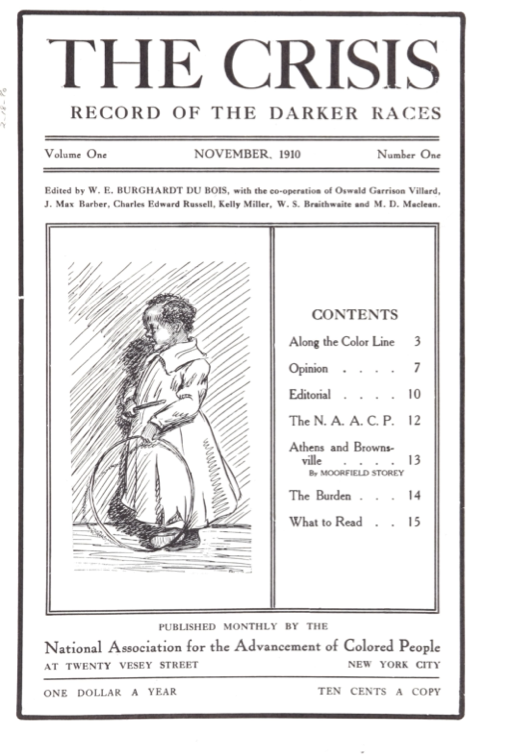 THE CRISIS
RECORD OF THE DARKER RACES
Volume One NOVEMBER, 1910 Number One
Edited by W. E. BURGHARDT DU BOIS, with the co-operation of Oswald Garrison Villard,
J. Max Barber, Charles Edward Russell, Kelly Miller, W. S. Braithwaite and M. D. Maclean.
CONTENTS
Along the Color Line 3
Opinion . . . . 7
Editorial . . . . 10
The N. A. A. C. P. 12
Athens and Browns-
ville . . . . 13
By MOORFIELD STOREY
The Burden . . . 14
What to Read . . 15
PUBLISHED MONTHLY BY THE
National Association for the Advancement of Colored People
AT TWENTY VESEY STREET NEW YORK CITY
ONE DOLLAR A YEAR TEN CENTS A COPY